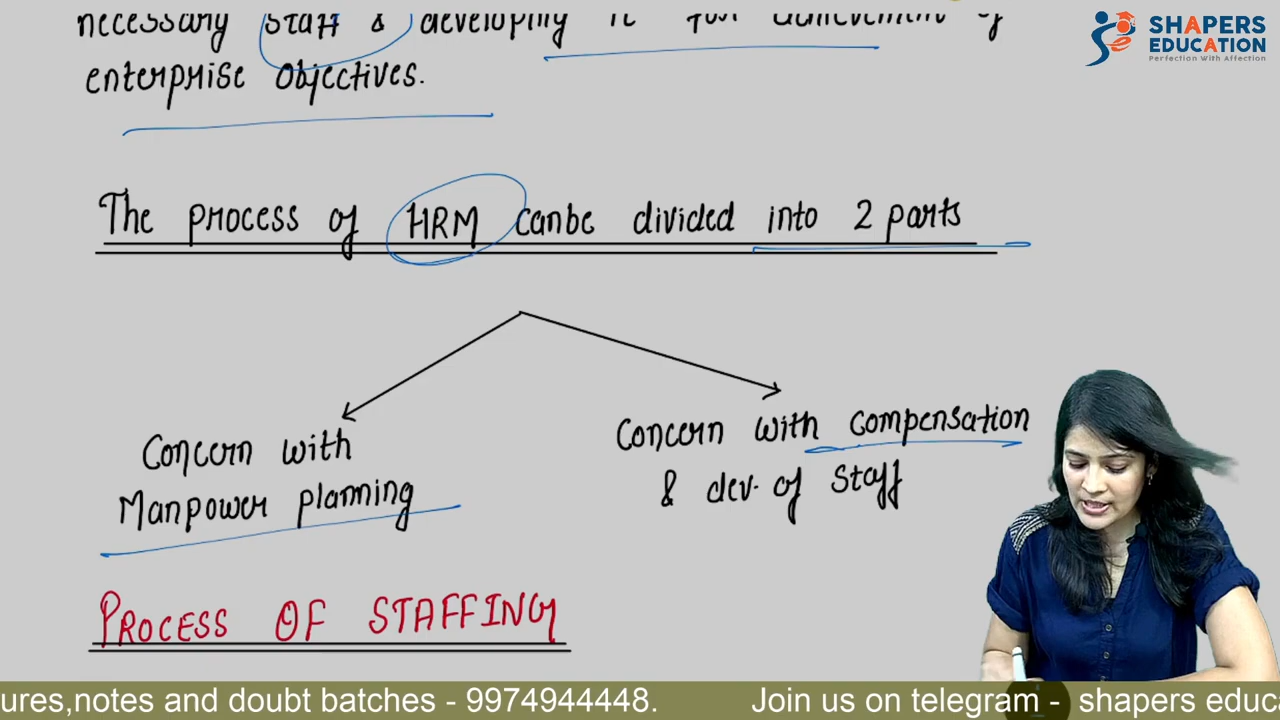 necessary staff & developing it for achievement of
enterprise objectives.
SHAPERS
EDUCATION
Perfection With Affection
The process of HRM canbe divided into 2 parts
Concern with
Manpower planning
Concern with compensation
& dev. of staff
PROCESS OF STAFFING
ures,notes and doubt batches - 9974944448. Join us on telegram - shapers educa